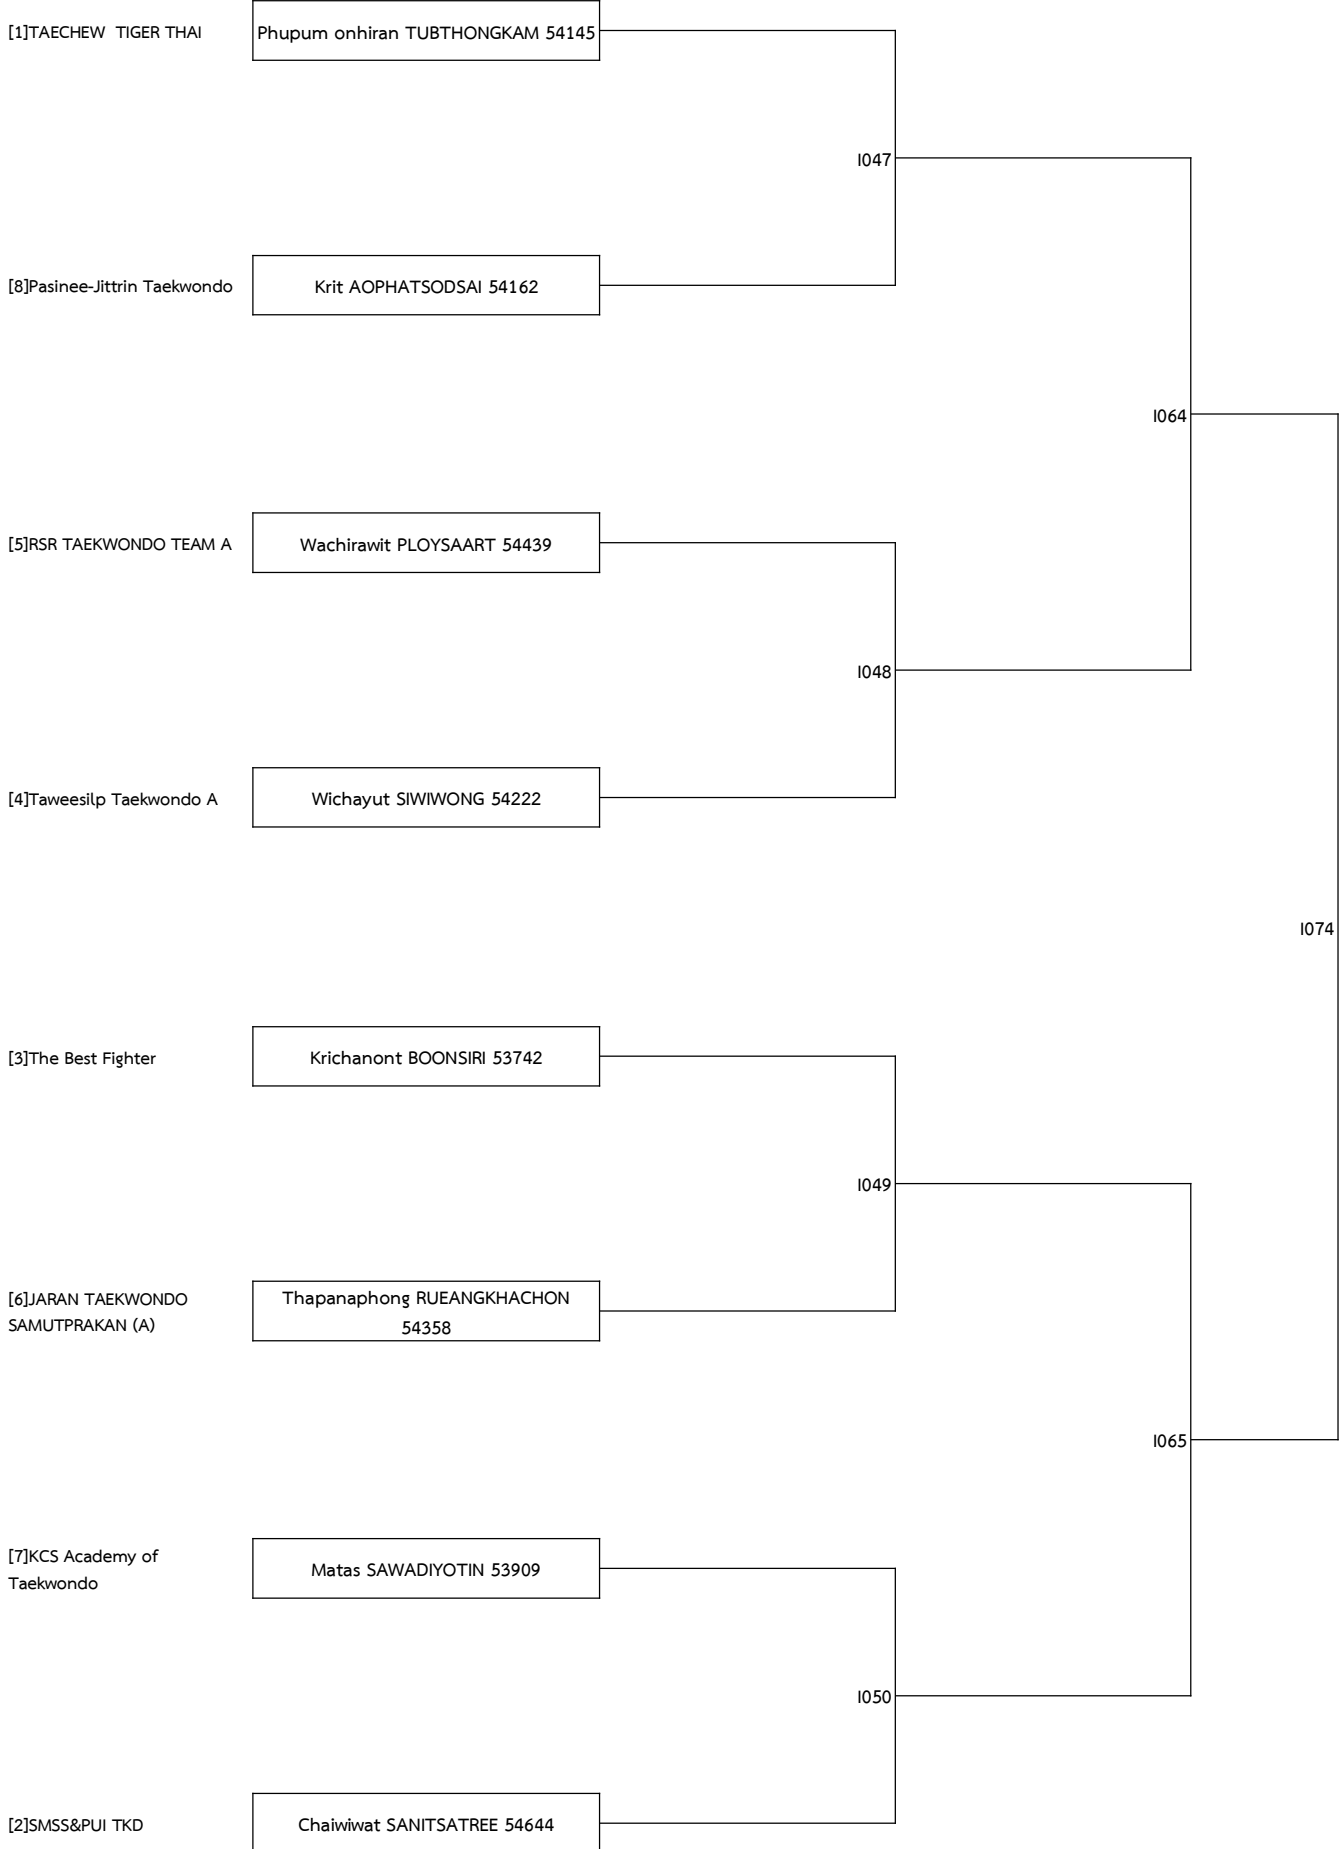 [1]TAECHEW  TIGER THAI
Phupum onhiran TUBTHONGKAM 54145
I047
[8]Pasinee-Jittrin Taekwondo
Krit AOPHATSODSAI 54162
I064
[5]RSR TAEKWONDO TEAM A
Wachirawit PLOYSAART 54439
I048
[4]Taweesilp Taekwondo A
Wichayut SIWIWONG 54222
I074
[3]The Best Fighter
Krichanont BOONSIRI 53742
I049
[6]JARAN TAEKWONDO
SAMUTPRAKAN (A)
Thapanaphong RUEANGKHACHON
54358
I065
[7]KCS Academy of
Taekwondo
Matas SAWADIYOTIN 53909
I050
[2]SMSS&PUI TKD
Chaiwiwat SANITSATREE 54644